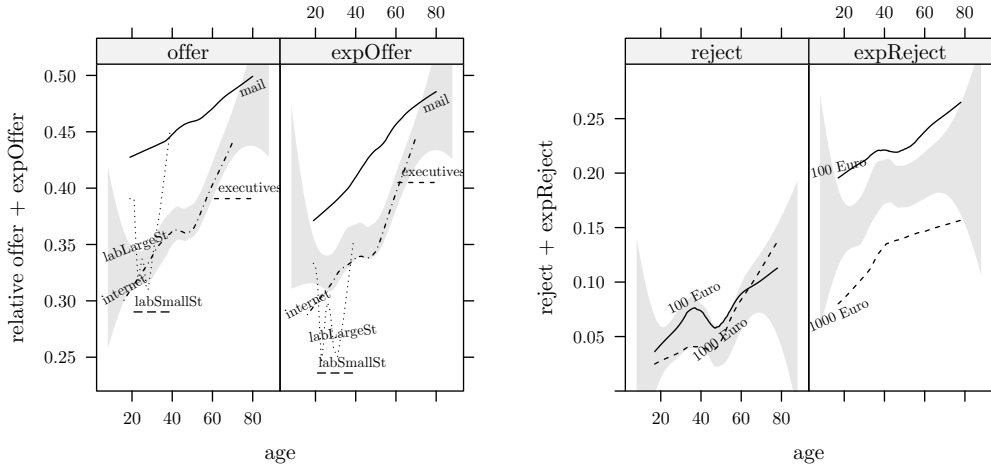 20 40 60 80
20 40 60 80
offer expOffer
reject expReject
0.50
0.45
0.40
0.35
0.30
0.25
relative offer + expOffer
mail
executives
labLargeSt
internet
labSmallSt
mail
executives
internet
labLargeSt
labSmallSt
20 40 60 80
age
0.25
0.20
0.15
0.10
0.05
reject + expReject
100 Euro
1000 Euro
100 Euro
1000 Euro
20 40 60 80
age